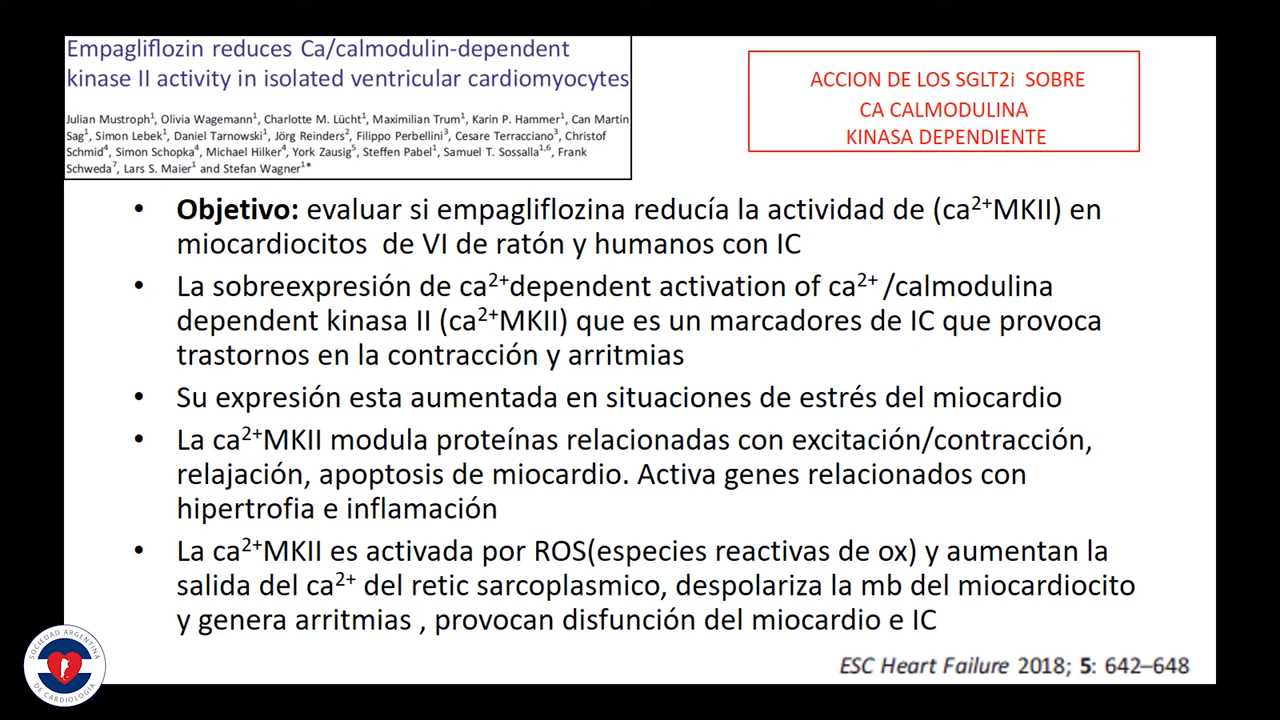 Empagliflozin reduces Ca/calmodulin-dependent
kinase II activity in isolated ventricular cardiomyocytes
Julian Mustroph¹, Olivia Wagemann¹, Charlotte M. Lücht¹, Maximilian Trum¹, Karin P. Hammer¹, Can Martin
Sag¹, Simon Lebek¹, Daniel Tarnowski¹, Jörg Reinders², Filippo Perbellini³, Cesare Terracciano³, Christof
Schmid⁴, Simon Schopka⁴, Michael Hilker⁴, York Zausig⁵, Steffen Pabel¹, Samuel T. Sossalla¹,⁶, Frank
Schweda⁷, Lars S. Maier¹ and Stefan Wagner¹*
ACCION DE LOS SGLT2i SOBRE
CA CALMODULINA
KINASA DEPENDIENTE
• Objetivo: evaluar si empagliflozina reducía la actividad de (ca²⁺MKII) en
miocardiocitos de VI de ratón y humanos con IC
• La sobreexpresión de ca²⁺dependent activation of ca²⁺ /calmodulina
dependent kinasa II (ca²⁺MKII) que es un marcadores de IC que provoca
trastornos en la contracción y arritmias
• Su expresión esta aumentada en situaciones de estrés del miocardio
• La ca²⁺MKII modula proteínas relacionadas con excitación/contracción,
relajación, apoptosis de miocardio. Activa genes relacionados con
hipertrofia e inflamación
• La ca²⁺MKII es activada por ROS(especies reactivas de ox) y aumentan la
salida del ca²⁺ del retic sarcoplasmico, despolariza la mb del miocardiocito
y genera arritmias , provocan disfunción del miocardio e IC
SOCIEDAD ARGENTINA
DE CARDIOLOGÍA
ESC Heart Failure 2018; 5: 642–648